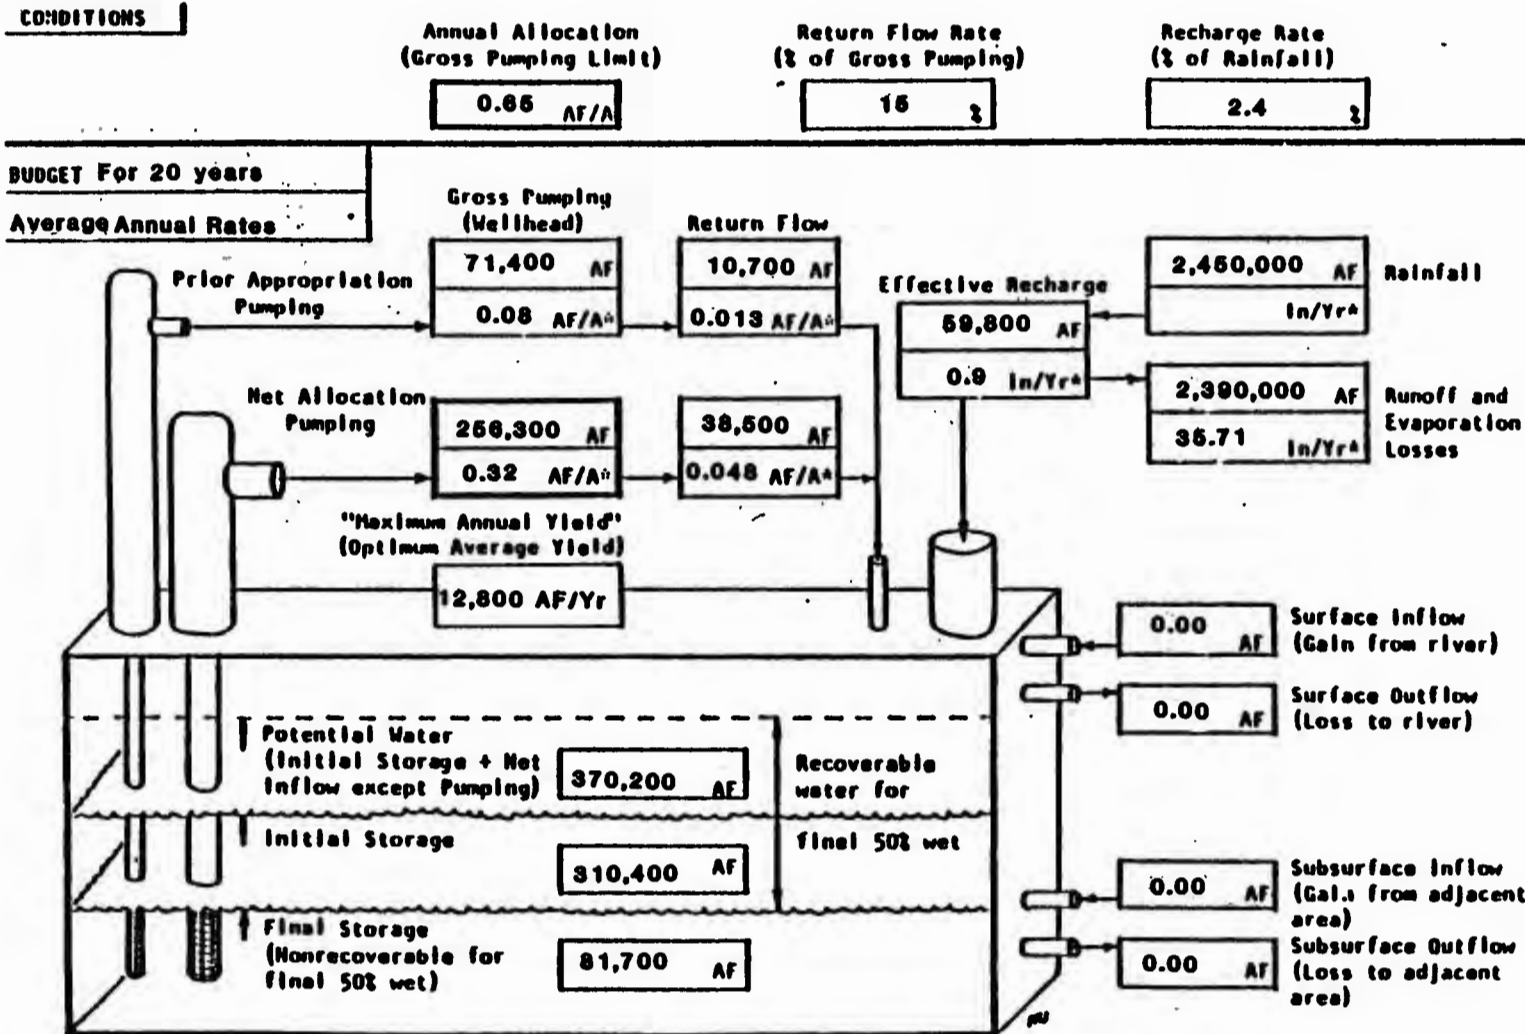 CONDITIONS
Annual Allocation
(Gross Pumping Limit)
0.65 AF/A
Return Flow Rate
(% of Gross Pumping)
15 %
Recharge Rate
(% of Rainfall)
2.4 %
BUDGET For 20 years
Average Annual Rates
Gross Pumping
(Wellhead)
Return Flow
Prior Appropriation
Pumping
71,400 AF
0.08 AF/A*
10,700 AF
0.013 AF/A*
Effective Recharge
59,800 AF
0.9 In/Yr*
2,450,000 AF
In/Yr*
Rainfall
2,390,000 AF
35.71 In/Yr*
Runoff and
Evaporation
Losses
Net Allocation
Pumping
256,300 AF
0.32 AF/A*
38,500 AF
0.048 AF/A*
"Maximum Annual Yield"
(Optimum Average Yield)
12,800 AF/Yr
0.00 AF
Surface Inflow
(Gain from river)
0.00 AF
Surface Outflow
(Loss to river)
Potential Water
(Initial Storage + Net
Inflow except Pumping)
370,200 AF
Recoverable
water for
final 50% wet
Initial Storage
310,400 AF
Final Storage
(Nonrecoverable for
final 50% wet)
81,700 AF
0.00 AF
Subsurface Inflow
(Gain from adjacent
area)
0.00 AF
Subsurface Outflow
(Loss to adjacent
area)